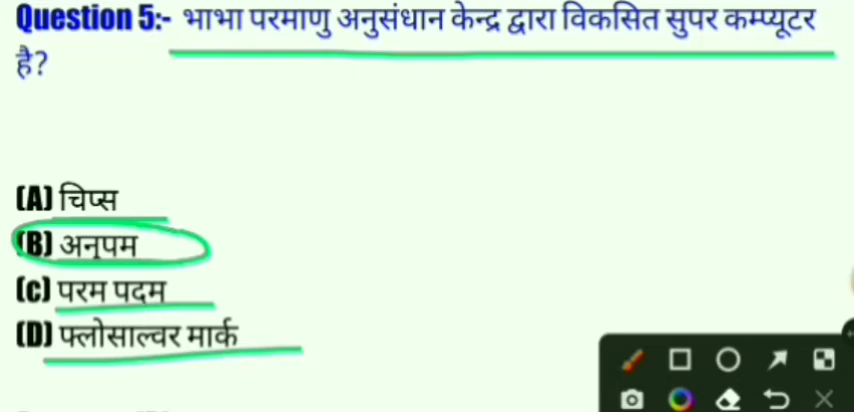 Question 5:- भाभा परमाणु अनुसंधान केन्द्र द्वारा विकसित सुपर कम्प्यूटर
है?
(A) चिप्स
(B) अनुपम
(C) परम पदम
(D) फ्लोसाल्वर मार्क